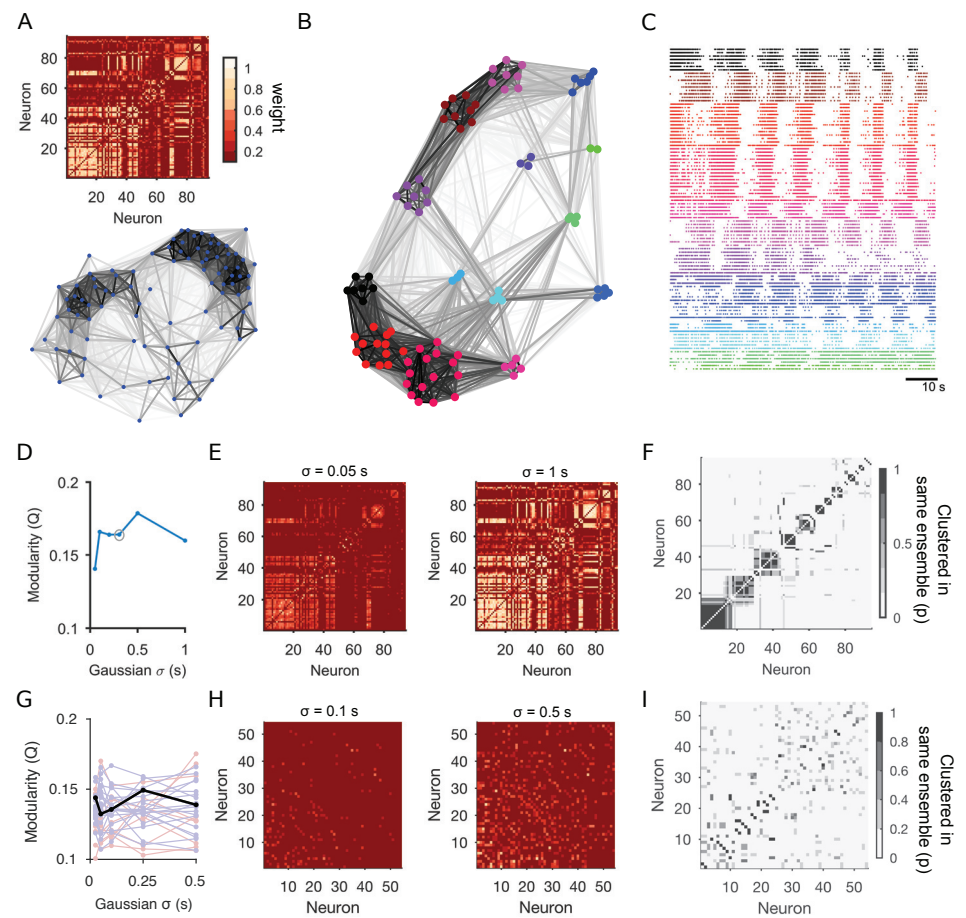 A
B
C
80
60
40
20
Neuron
20 40 60 80
Neuron
1
0.8
0.6
0.4
0.2
weight
10 s
D
0.2
0.15
0.1
Modularity (Q)
0 0.5 1
Gaussian σ (s)
E
σ = 0.05 s
80
60
40
20
Neuron
20 40 60 80
Neuron
σ = 1 s
80
60
40
20
Neuron
20 40 60 80
Neuron
F
80
60
40
20
Neuron
20 40 60 80
Neuron
1
0.5
0
Clustered in
same ensemble (p)
G
0.2
0.15
0.1
Modularity (Q)
0 0.25 0.5
Gaussian σ (s)
H
σ = 0.1 s
50
40
30
20
10
Neuron
10 20 30 40 50
Neuron
σ = 0.5 s
50
40
30
20
10
Neuron
10 20 30 40 50
Neuron
I
50
40
30
20
10
Neuron
10 20 30 40 50
Neuron
1
0.8
0.6
0.4
0.2
0
Clustered in
same ensemble (p)